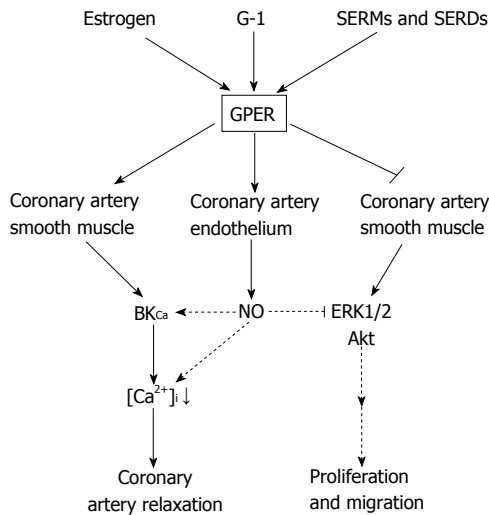 Estrogen G-1 SERMs and SERDs
GPER
Coronary artery smooth muscle
Coronary artery endothelium
Coronary artery smooth muscle
BKCa NO ERK1/2
Akt
[Ca2+]i↓
Coronary artery relaxation
Proliferation and migration